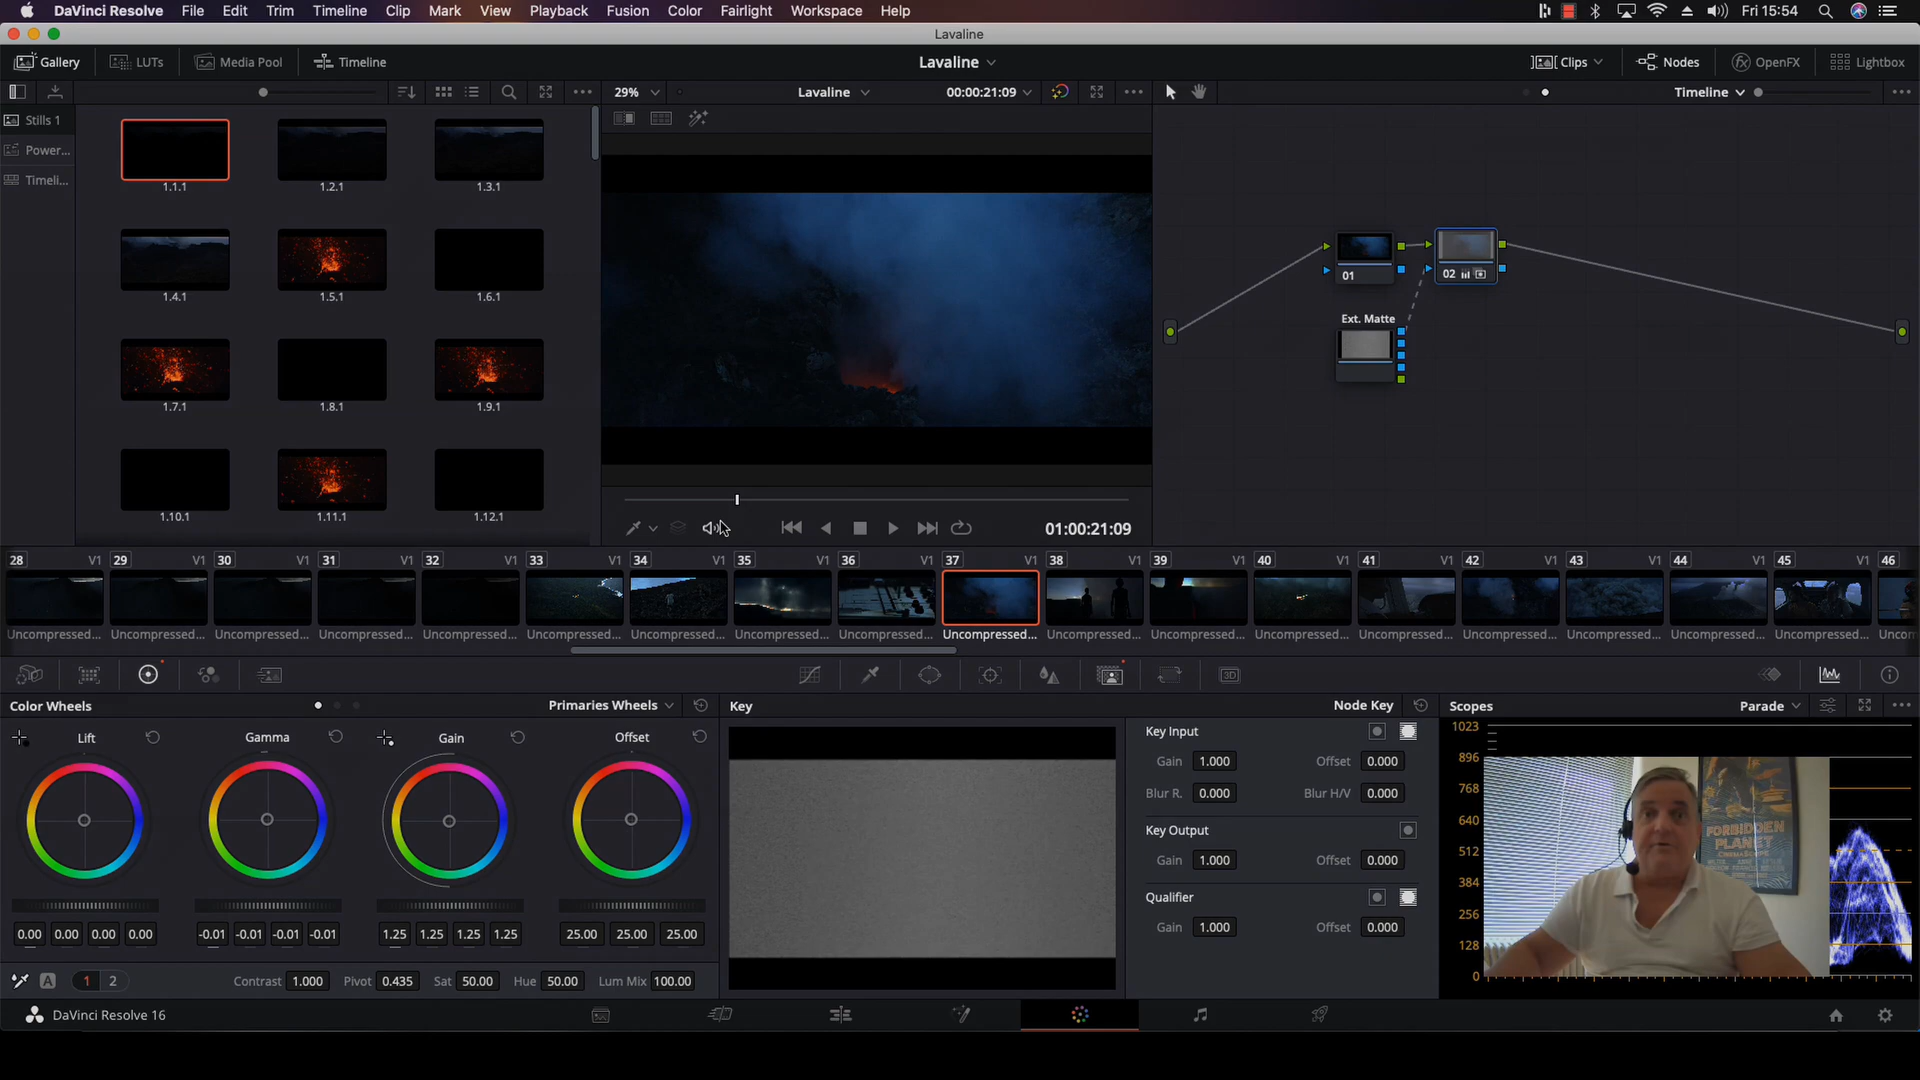 DaVinci Resolve File Edit Trim Timeline Clip Mark View Playback Fusion Color Fairlight Workspace Help Fri 15:54
Lavaline
Gallery LUTs Media Pool Timeline Lavaline Clips Nodes OpenFX Lightbox
29% Lavaline 00:00:21:09 Timeline
Stills 1
Power...
Timeli...
1.1.1 1.2.1 1.3.1
1.4.1 1.5.1 1.6.1
1.7.1 1.8.1 1.9.1
1.10.1 1.11.1 1.12.1
01 02
Ext. Matte
01:00:21:09
28 V1 29 V1 30 V1 31 V1 32 V1 33 V1 34 V1 35 V1 36 V1 37 V1 38 V1 39 V1 40 V1 41 V1 42 V1 43 V1 44 V1 45 V1 46
Uncompressed... Uncompressed... Uncompressed... Uncompressed... Uncompressed... Uncompressed... Uncompressed... Uncompressed... Uncompressed... Uncompressed... Uncompressed... Uncompressed... Uncompressed... Uncompressed... Uncompressed... Uncompressed... Uncompressed... Uncompressed... Uncom
3D
Color Wheels Primaries Wheels Key Node Key Scopes Parade
Lift Gamma Gain Offset
0.00 0.00 0.00 0.00 -0.01 -0.01 -0.01 -0.01 1.25 1.25 1.25 1.25 25.00 25.00 25.00
A 1 2 Contrast 1.000 Pivot 0.435 Sat 50.00 Hue 50.00 Lum Mix 100.00
Key Input
Gain 1.000 Offset 0.000
Blur R. 0.000 Blur H/V 0.000
Key Output
Gain 1.000 Offset 0.000
Qualifier
Gain 1.000 Offset 0.000
1023
896
768
640
512
384
256
128
0
FORBIDDEN
PLANET
CINEMASCOPE
DaVinci Resolve 16